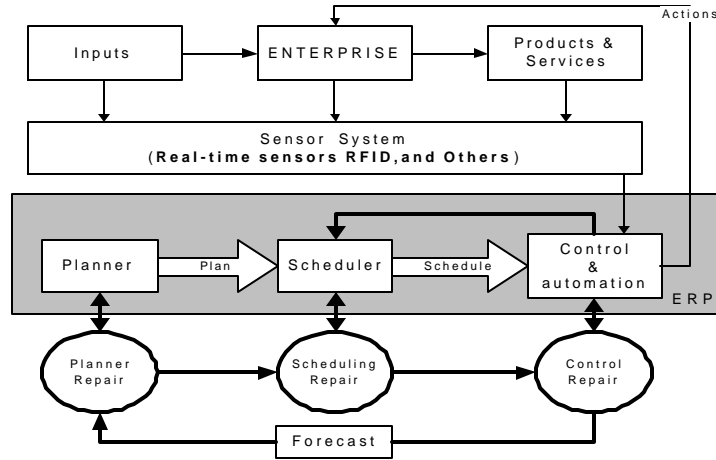 Actions
Inputs
ENTERPRISE
Products &
Services
Sensor System
(Real-time sensors RFID,and Others)
Planner
Plan
Scheduler
Schedule
Control
&
automation
ERP
Planner
Repair
Scheduling
Repair
Control
Repair
Forecast